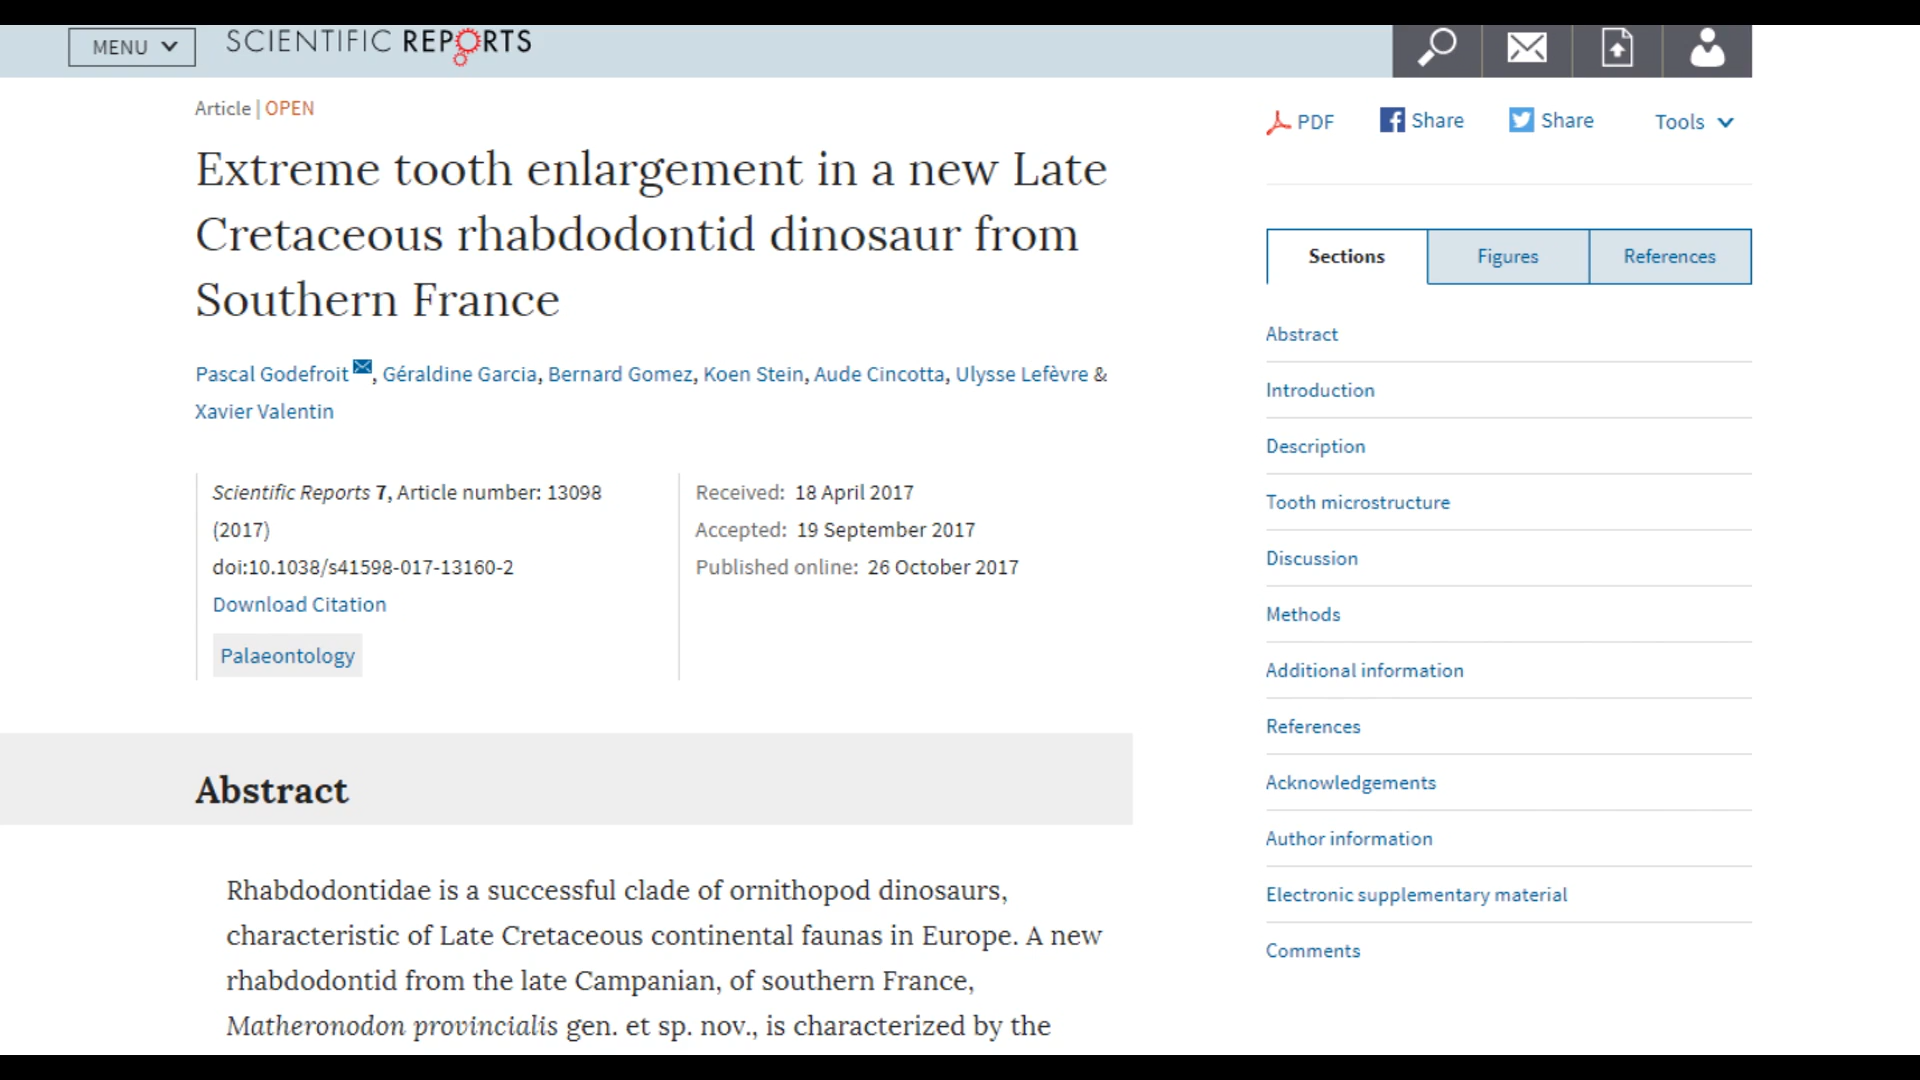 MENU
SCIENTIFIC REPORTS
Article | OPEN
Extreme tooth enlargement in a new Late
Cretaceous rhabdodontid dinosaur from
Southern France
Pascal Godefroit, Géraldine Garcia, Bernard Gomez, Koen Stein, Aude Cincotta, Ulysse Lefèvre &
Xavier Valentin
Scientific Reports 7, Article number: 13098
(2017)
doi:10.1038/s41598-017-13160-2
Download Citation
Palaeontology
Received: 18 April 2017
Accepted: 19 September 2017
Published online: 26 October 2017
Abstract
Rhabdodontidae is a successful clade of ornithopod dinosaurs,
characteristic of Late Cretaceous continental faunas in Europe. A new
rhabdodontid from the late Campanian, of southern France,
Matheronodon provincialis gen. et sp. nov., is characterized by the
PDF
Share
Share
Tools
Sections
Figures
References
Abstract
Introduction
Description
Tooth microstructure
Discussion
Methods
Additional information
References
Acknowledgements
Author information
Electronic supplementary material
Comments